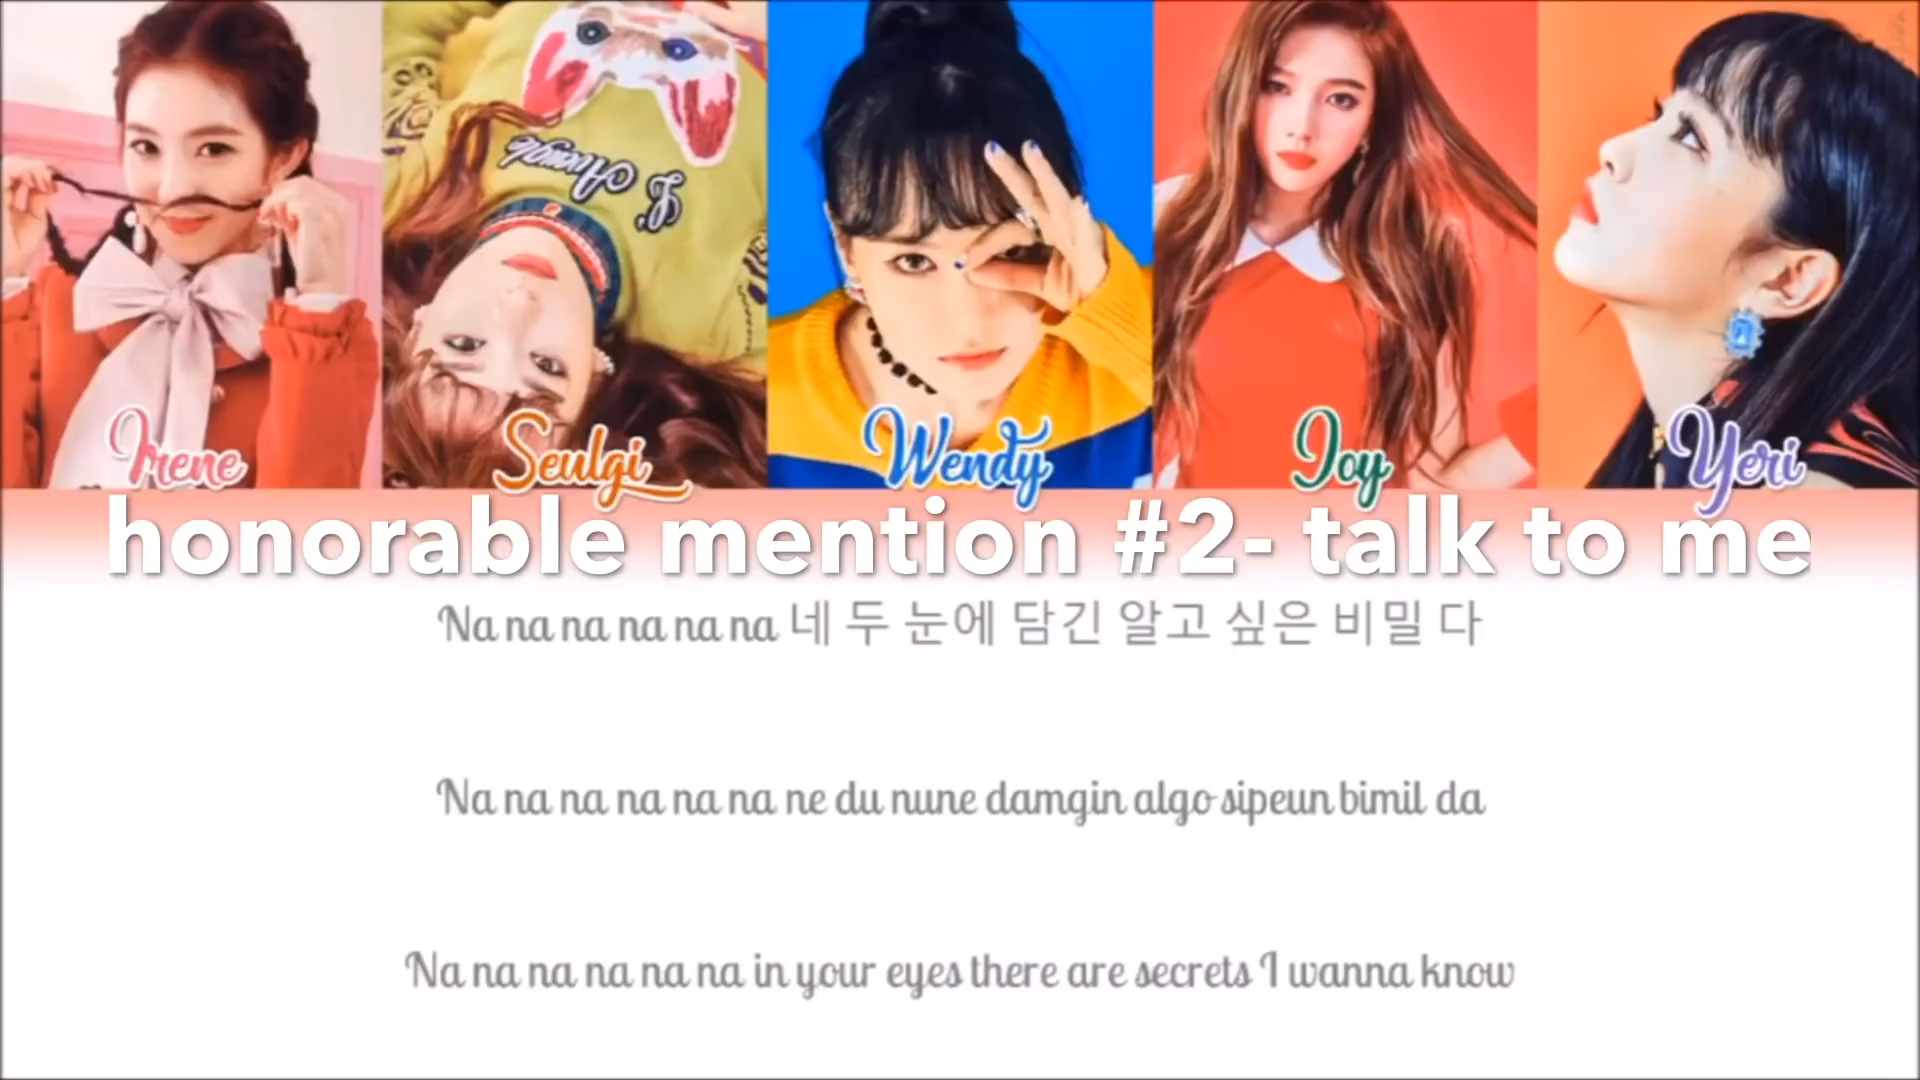 J. Avangle
Irene
Seulgi
Wendy
Joy
Yeri
honorable mention #2- talk to me
Na na na na na na 네 두 눈에 담긴 알고 싶은 비밀 다
Na na na na na na ne du nune damgin algo sipeun bimil da
Na na na na na na in your eyes there are secrets I wanna know